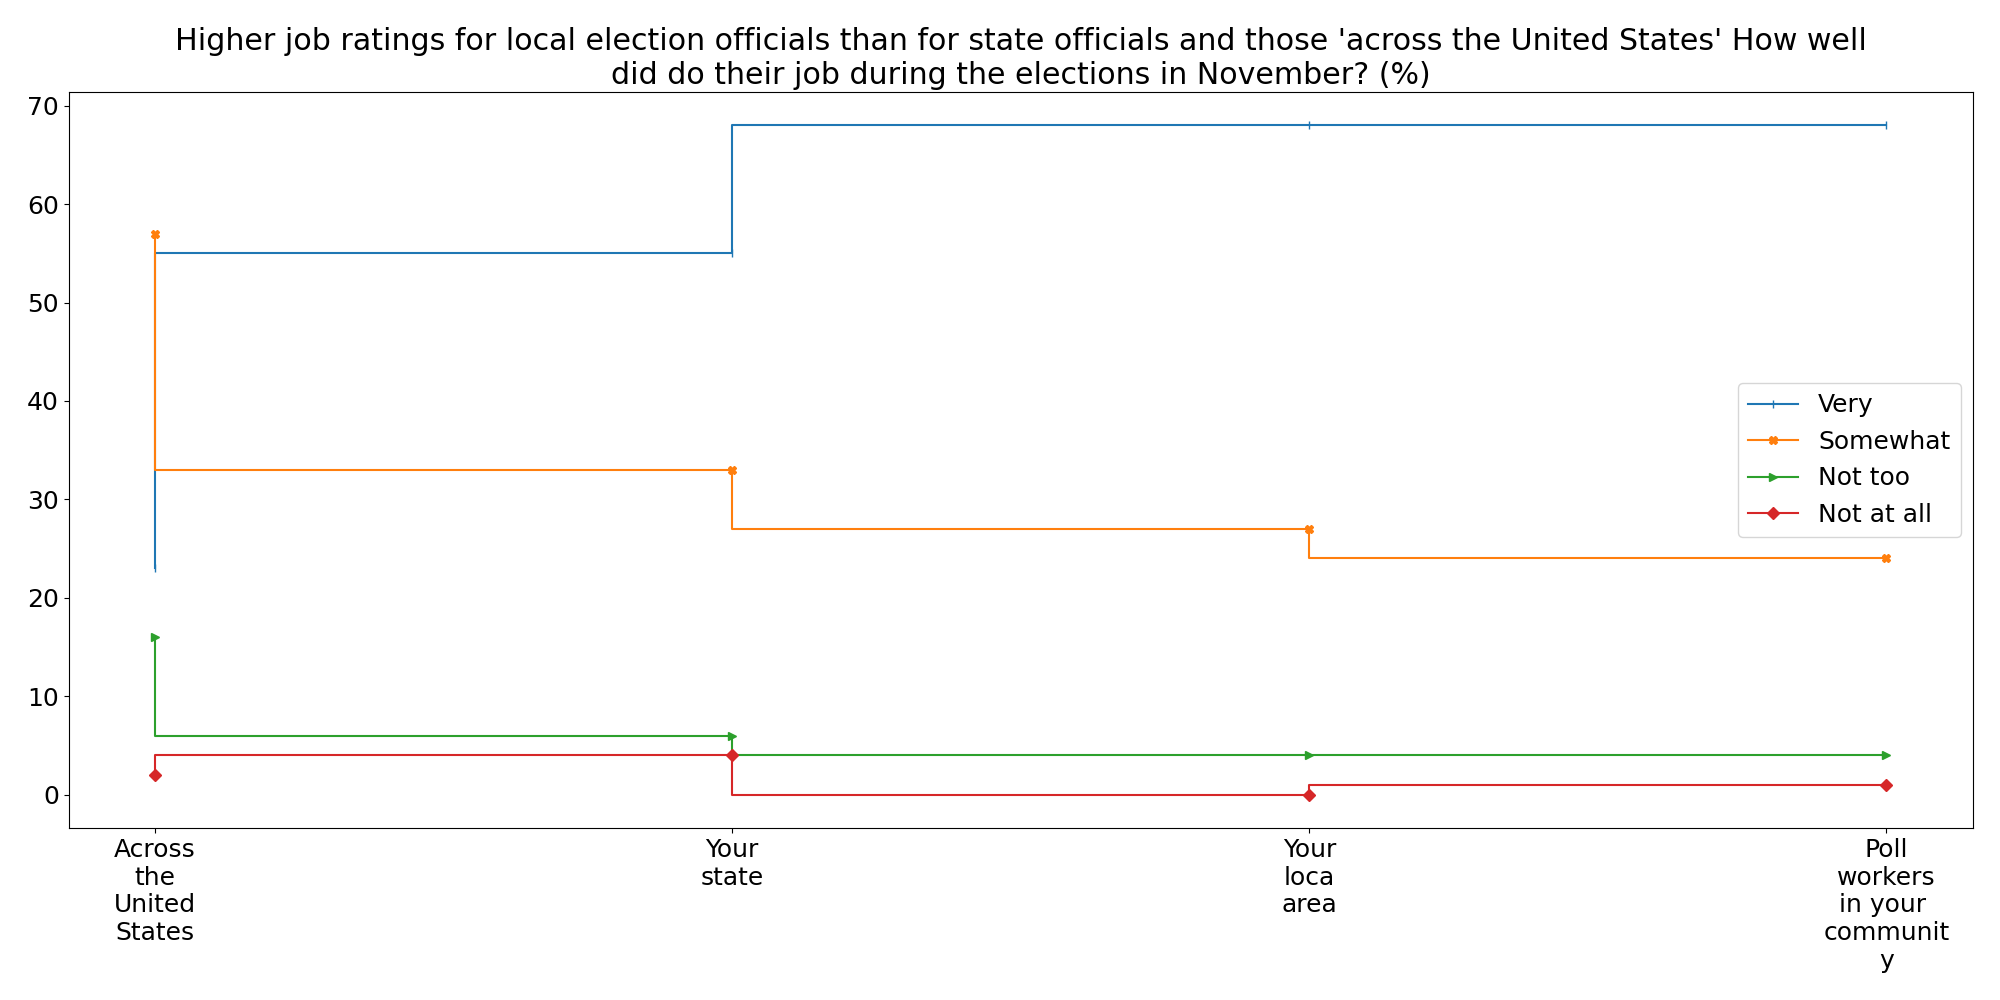 Higher job ratings for local election officials than for state officials and those 'across the United States' How well
did do their job during the elections in November? (%)
70
60
50
40
30
20
10
0
Very
Somewhat
Not too
Not at all
Across
the
United
States
Your
state
Your
loca
area
Poll
workers
in your
communit
y